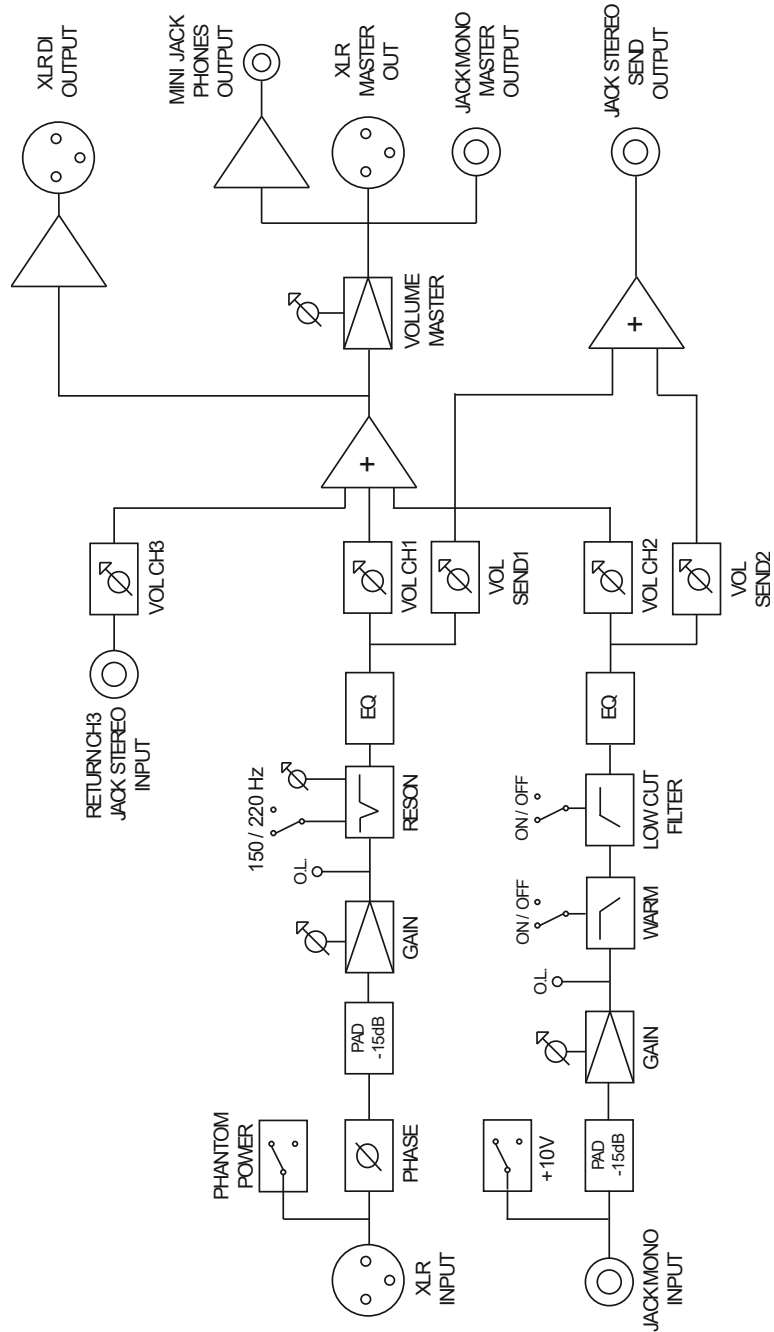 XLR DI
OUTPUT
MINI JACK
PHONES
OUTPUT
XLR
MASTER
OUT
JACK MONO
MASTER
OUTPUT
JACK STEREO
SEND
OUTPUT
VOLUME
MASTER
+
+
RETURN CH3
JACK STEREO
INPUT
VOL CH3
XLR
INPUT
PHANTOM
POWER
PHASE
PAD
-15dB
GAIN
O.L.
150 / 220 Hz
RESON
EQ
VOL CH1
VOL
SEND1
JACK MONO
INPUT
+10V
PAD
-15dB
GAIN
O.L.
ON / OFF
WARM
ON / OFF
LOW CUT
FILTER
EQ
VOL CH2
VOL
SEND2